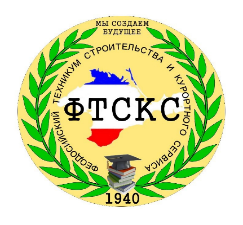 МЫ СОЗДАЕМ
БУДУЩЕЕ
ФЕОДОСИЙСКИЙ ТЕХНИКУМ СТРОИТЕЛЬСТВА И КУРОРТНОГО СЕРВИСА
ФТСКС
1940